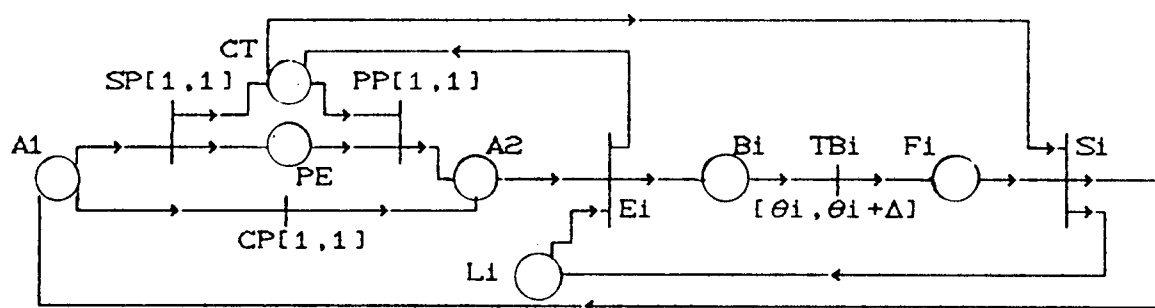 CT
SP[1,1]
PP[1,1]
A1
A2
Bi
TBi
Fi
Si
PE
Ei
[θi,θi+Δ]
CP[1,1]
Li